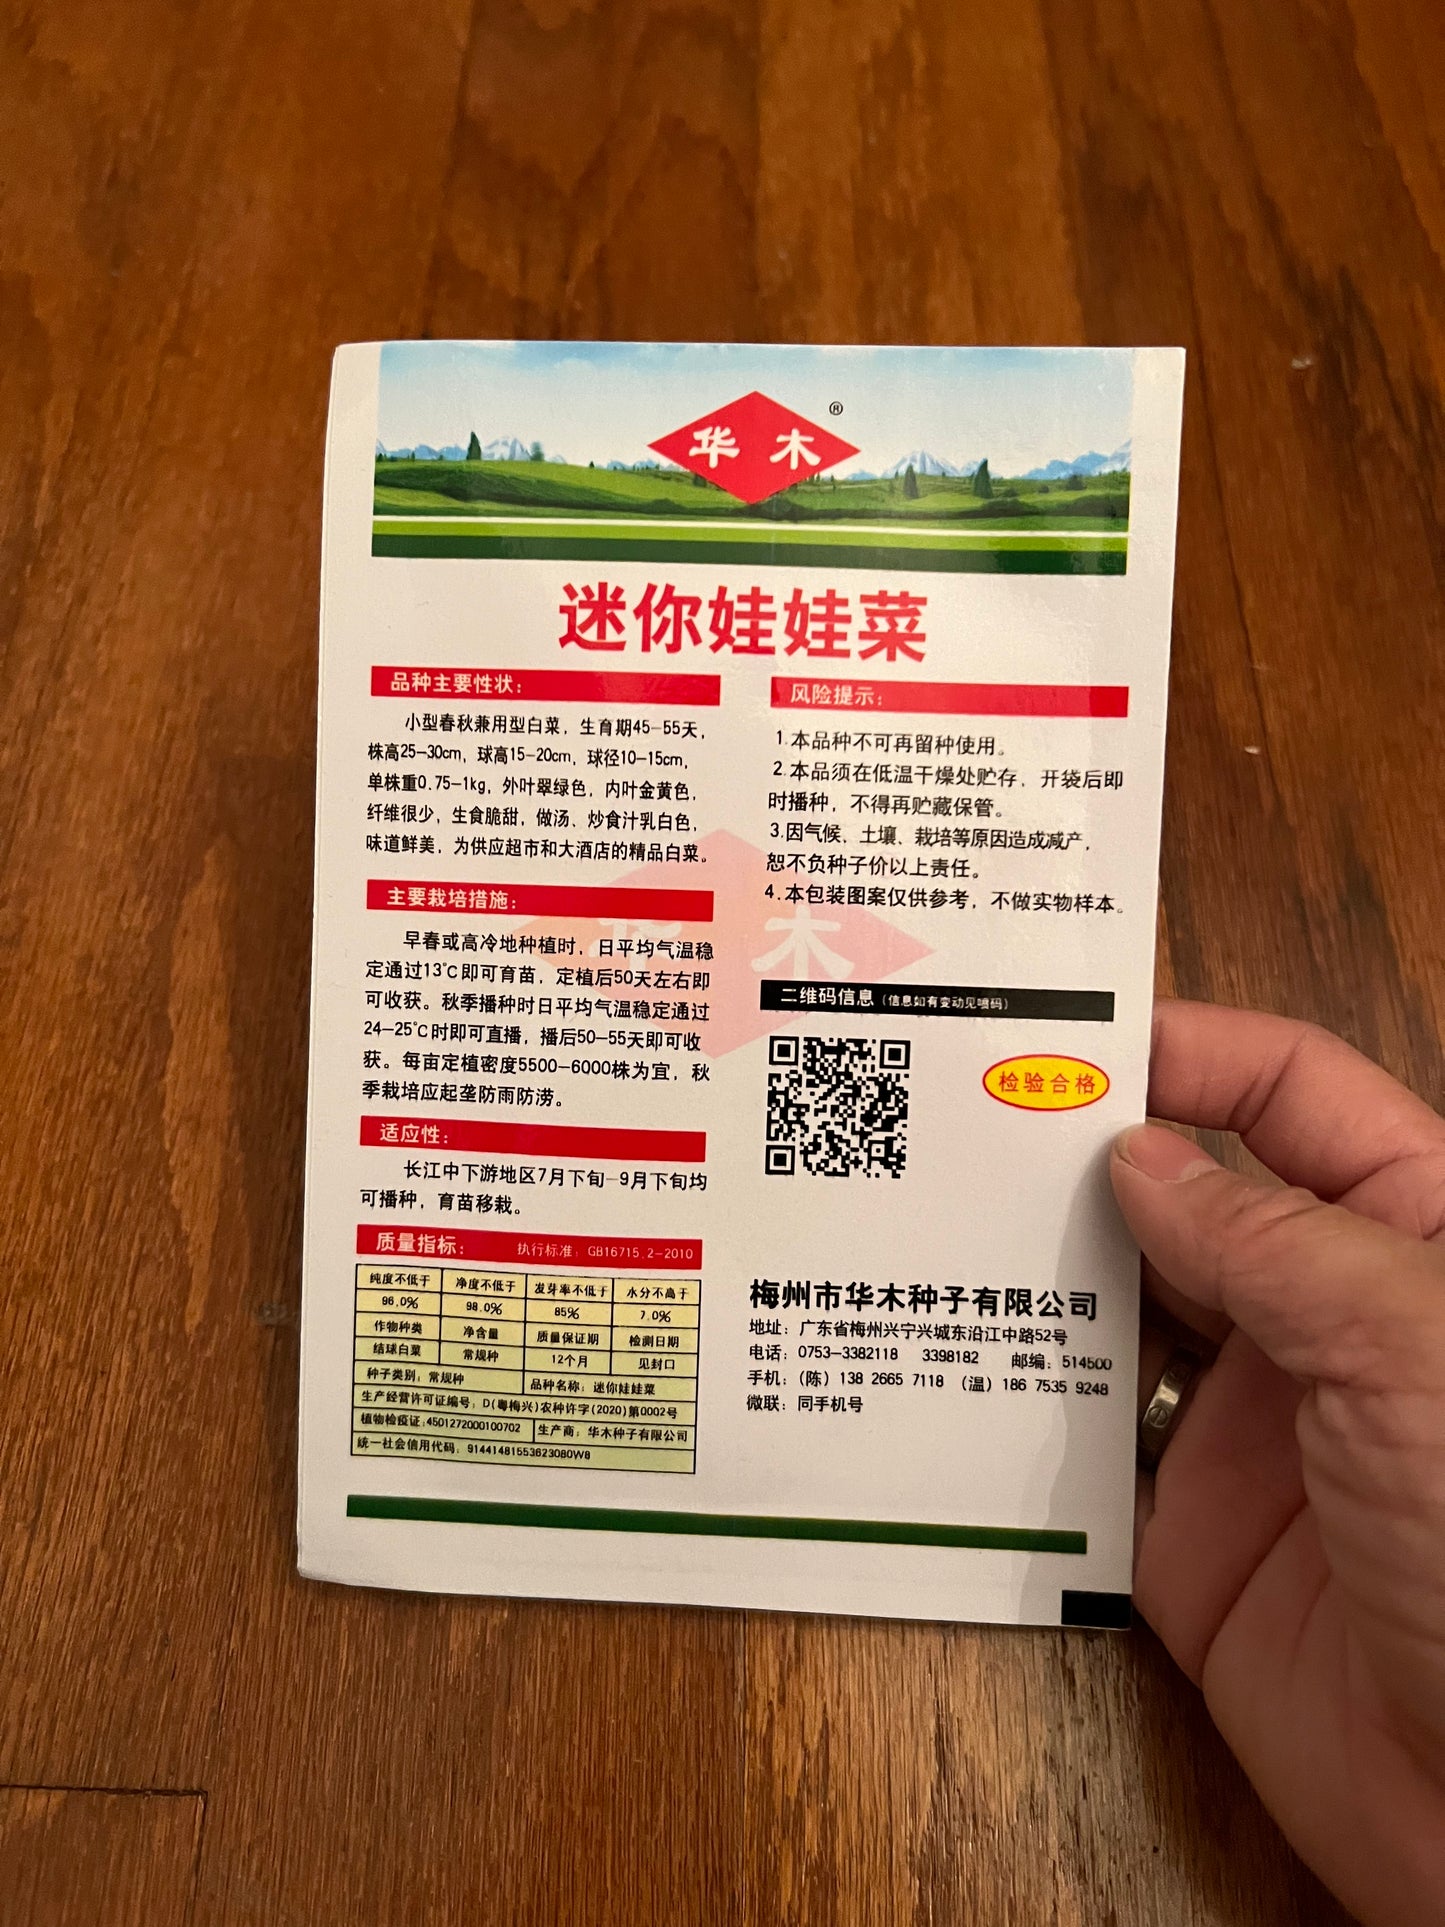 华木®
迷你娃娃菜
品种主要性状：
小型春秋兼用型白菜，生育期45-55天，
株高25-30cm，球高15-20cm，球径10-15cm，
单株重0.75-1kg，外叶翠绿色，内叶金黄色，
纤维很少，生食脆甜，做汤、炒食汁乳白色，
味道鲜美，为供应超市和大酒店的精品白菜。
主要栽培措施：
早春或高冷地种植时，日平均气温稳
定通过13℃即可育苗，定植后50天左右即
可收获。秋季播种时日平均气温稳定通过
24-25℃时即可直播，播后50-55天即可收
获。每亩定植密度5500-6000株为宜，秋
季栽培应起垄防雨防涝。
适应性：
长江中下游地区7月下旬-9月下旬均
可播种，育苗移栽。
质量指标： 执行标准：GB16715.2-2010
纯度不低于 净度不低于 发芽率不低于 水分不高于
96.0% 98.0% 85% 7.0%
作物种类 净含量 质量保证期 检测日期
结球白菜 常规种 12个月 见封口
种子类别：常规种 品种名称：迷你娃娃菜
生产经营许可证编号：D(粤梅兴)农种许字(2020)第0002号
植物检疫证：4501272000100702 生产商：华木种子有限公司
统一社会信用代码：91441481553623080W8
风险提示：
1.本品种不可再留种使用。
2.本品须在低温干燥处贮存，开袋后即
时播种，不得再贮藏保管。
3.因气候、土壤、栽培等原因造成减产，
恕不负种子价以上责任。
4.本包装图案仅供参考，不做实物样本。
华木
二维码信息（信息如有变动见喷码）
检验合格
梅州市华木种子有限公司
地址：广东省梅州兴宁兴城东沿江中路52号
电话：0753-3382118 3398182 邮编：514500
手机：(陈) 138 2665 7118 (温) 186 7535 9248
微联：同手机号